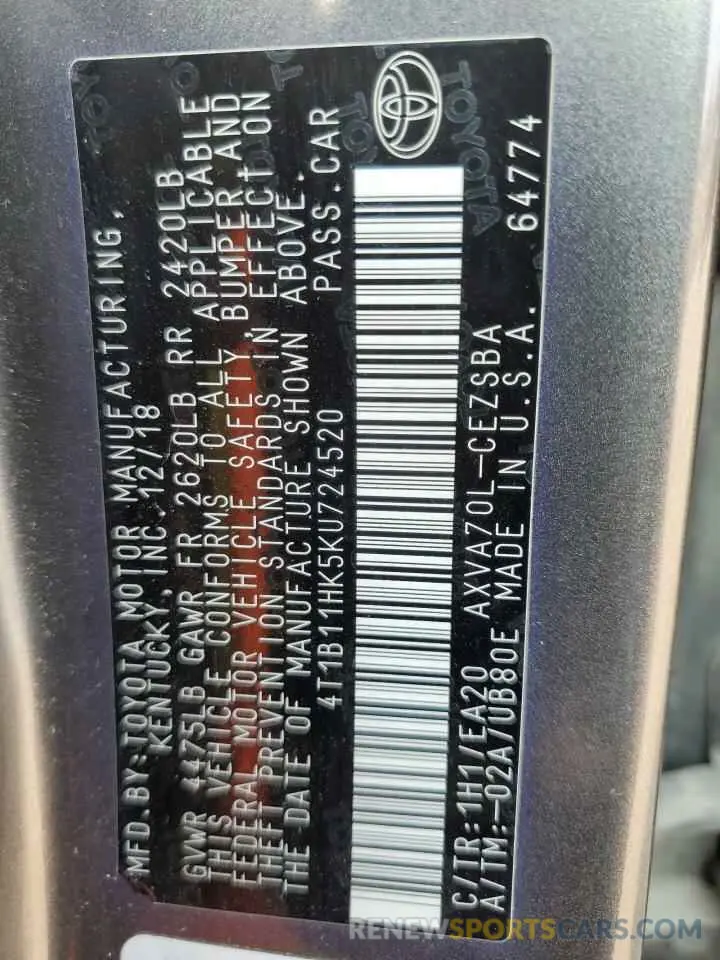 MFD.BY:TOYOTA MOTOR MANUFACTURING,
KENTUCKY, INC. 12/18
GVWR 4475LB GAWR FR 2620LB RR 2420LB
THIS VEHICLE CONFORMS TO ALL APPLICABLE
FEDERAL MOTOR VEHICLE SAFETY, BUMPER AND
THEFT PREVENTION STANDARDS IN EFFECT ON
THE DATE OF MANUFACTURE SHOWN ABOVE.
4T1B11HK5KU724520 PASS.CAR
C/TR:1H1/EA20 AXVA70L-CEZSBA
A/TM:-02A/UB80E MADE IN U.S.A. 64774
TOYOTA
RENEWSPORTSCARS.COM